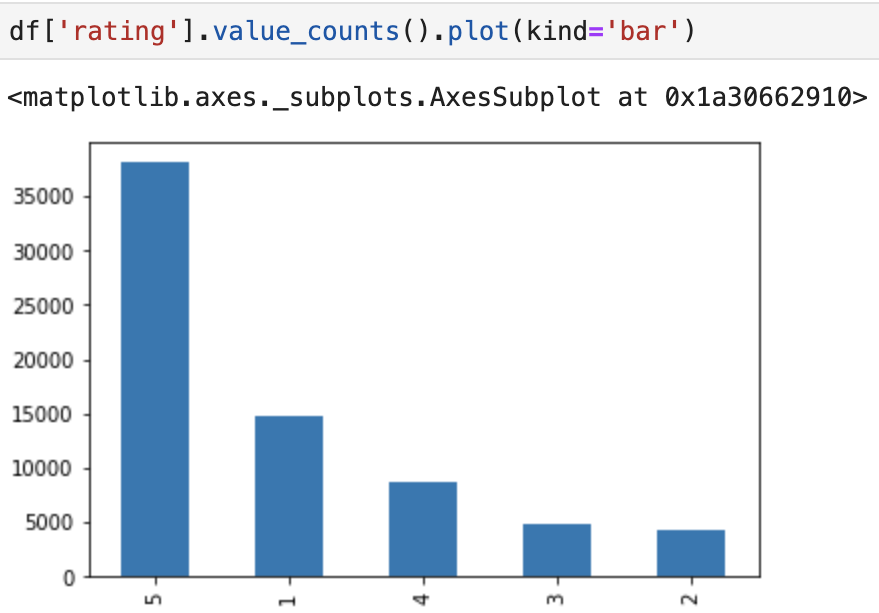 df['rating'].value_counts().plot(kind='bar')
<matplotlib.axes._subplots.AxesSubplot at 0x1a30662910>
35000
30000
25000
20000
15000
10000
5000
0
5 1 4 3 2